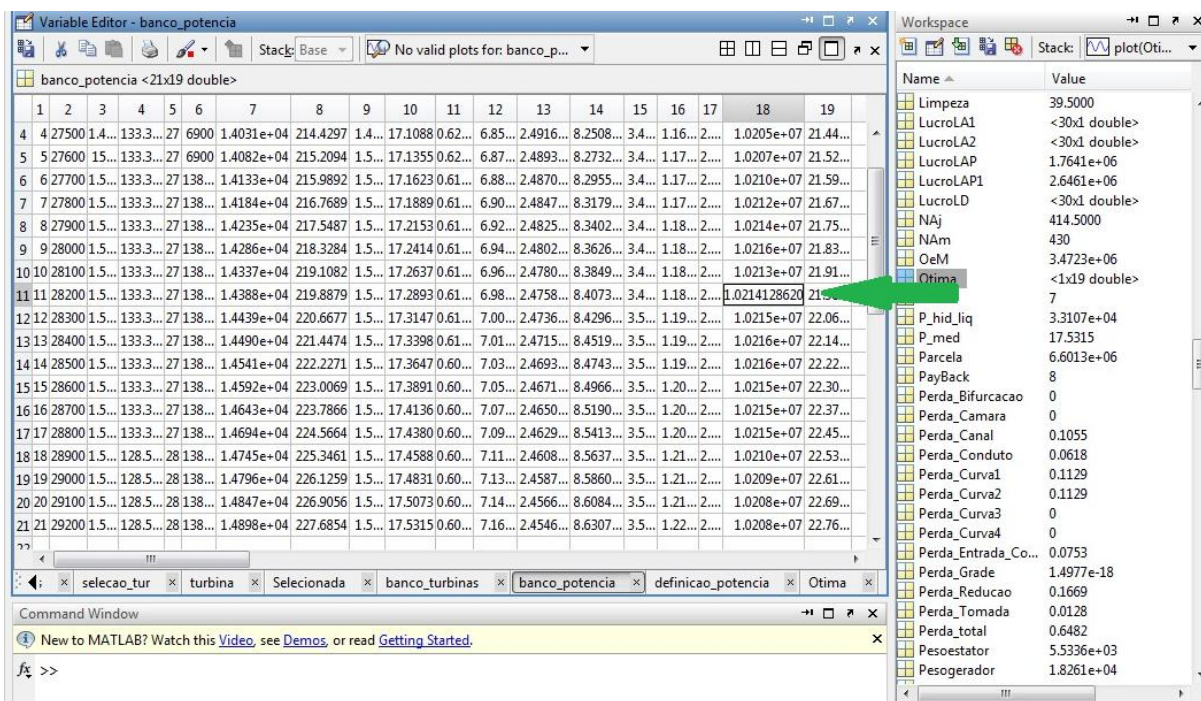 Variable Editor - banco_potencia
Stack: Base No valid plots for: banco_p...
banco_potencia <21x19 double>
1 2 3 4 5 6 7 8 9 10 11 12 13 14 15 16 17 18 19
4 4 27500 1.4... 133.3... 27 6900 1.4031e+04 214.4297 1.4... 17.1088 0.62... 6.85... 2.4916... 8.2508... 3.4... 1.16... 2.... 1.0205e+07 21.44...
5 5 27600 15... 133.3... 27 6900 1.4082e+04 215.2094 1.5... 17.1355 0.62... 6.87... 2.4893... 8.2732... 3.4... 1.17... 2.... 1.0207e+07 21.52...
6 6 27700 1.5... 133.3... 27 138... 1.4133e+04 215.9892 1.5... 17.1623 0.61... 6.88... 2.4870... 8.2955... 3.4... 1.17... 2.... 1.0210e+07 21.59...
7 7 27800 1.5... 133.3... 27 138... 1.4184e+04 216.7689 1.5... 17.1889 0.61... 6.90... 2.4847... 8.3179... 3.4... 1.17... 2.... 1.0212e+07 21.67...
8 8 27900 1.5... 133.3... 27 138... 1.4235e+04 217.5487 1.5... 17.2153 0.61... 6.92... 2.4825... 8.3402... 3.4... 1.18... 2.... 1.0214e+07 21.75...
9 9 28000 1.5... 133.3... 27 138... 1.4286e+04 218.3284 1.5... 17.2414 0.61... 6.94... 2.4802... 8.3626... 3.4... 1.18... 2.... 1.0216e+07 21.83...
10 10 28100 1.5... 133.3... 27 138... 1.4337e+04 219.1082 1.5... 17.2637 0.61... 6.96... 2.4780... 8.3849... 3.4... 1.18... 2.... 1.0213e+07 21.91...
11 11 28200 1.5... 133.3... 27 138... 1.4388e+04 219.8879 1.5... 17.2893 0.61... 6.98... 2.4758... 8.4073... 3.4... 1.18... 2.... 1.0214128620
12 12 28300 1.5... 133.3... 27 138... 1.4439e+04 220.6677 1.5... 17.3147 0.61... 7.00... 2.4736... 8.4296... 3.5... 1.19... 2.... 1.0215e+07 22.06...
13 13 28400 1.5... 133.3... 27 138... 1.4490e+04 221.4474 1.5... 17.3398 0.61... 7.01... 2.4715... 8.4519... 3.5... 1.19... 2.... 1.0216e+07 22.14...
14 14 28500 1.5... 133.3... 27 138... 1.4541e+04 222.2271 1.5... 17.3647 0.60... 7.03... 2.4693... 8.4743... 3.5... 1.19... 2.... 1.0216e+07 22.22...
15 15 28600 1.5... 133.3... 27 138... 1.4592e+04 223.0069 1.5... 17.3891 0.60... 7.05... 2.4671... 8.4966... 3.5... 1.20... 2.... 1.0215e+07 22.30...
16 16 28700 1.5... 133.3... 27 138... 1.4643e+04 223.7866 1.5... 17.4136 0.60... 7.07... 2.4650... 8.5190... 3.5... 1.20... 2.... 1.0215e+07 22.37...
17 17 28800 1.5... 133.3... 27 138... 1.4694e+04 224.5664 1.5... 17.4380 0.60... 7.09... 2.4629... 8.5413... 3.5... 1.20... 2.... 1.0215e+07 22.45...
18 18 28900 1.5... 128.5... 28 138... 1.4745e+04 225.3461 1.5... 17.4588 0.60... 7.11... 2.4608... 8.5637... 3.5... 1.21... 2.... 1.0210e+07 22.53...
19 19 29000 1.5... 128.5... 28 138... 1.4796e+04 226.1259 1.5... 17.4831 0.60... 7.13... 2.4587... 8.5860... 3.5... 1.21... 2.... 1.0209e+07 22.61...
20 20 29100 1.5... 128.5... 28 138... 1.4847e+04 226.9056 1.5... 17.5073 0.60... 7.14... 2.4566... 8.6084... 3.5... 1.21... 2.... 1.0208e+07 22.69...
21 21 29200 1.5... 128.5... 28 138... 1.4898e+04 227.6854 1.5... 17.5315 0.60... 7.16... 2.4546... 8.6307... 3.5... 1.22... 2.... 1.0208e+07 22.76...
selecao_tur turbina Selecionada banco_turbinas banco_potencia definicao_potencia Otima
Command Window
New to MATLAB? Watch this Video, see Demos, or read Getting Started.
fx >>
Workspace
Stack: plot(Oti...
Name Value
Limpeza 39.5000
LucroLA1 <30x1 double>
LucroLA2 <30x1 double>
LucroLAP 1.7641e+06
LucroLAP1 2.6461e+06
LucroLD <30x1 double>
NAj 414.5000
NAm 430
OeM 3.4723e+06
Otima <1x19 double>
7
P_hid_liq 3.3107e+04
P_med 17.5315
Parcela 6.6013e+06
PayBack 8
Perda_Bifurcacao 0
Perda_Camara 0
Perda_Canal 0.1055
Perda_Conduto 0.0618
Perda_Curva1 0.1129
Perda_Curva2 0.1129
Perda_Curva3 0
Perda_Curva4 0
Perda_Entrada_Co... 0.0753
Perda_Grade 1.4977e-18
Perda_Reducao 0.1669
Perda_Tomada 0.0128
Perda_total 0.6482
Pesoestator 5.5336e+03
Pesogerador 1.8261e+04